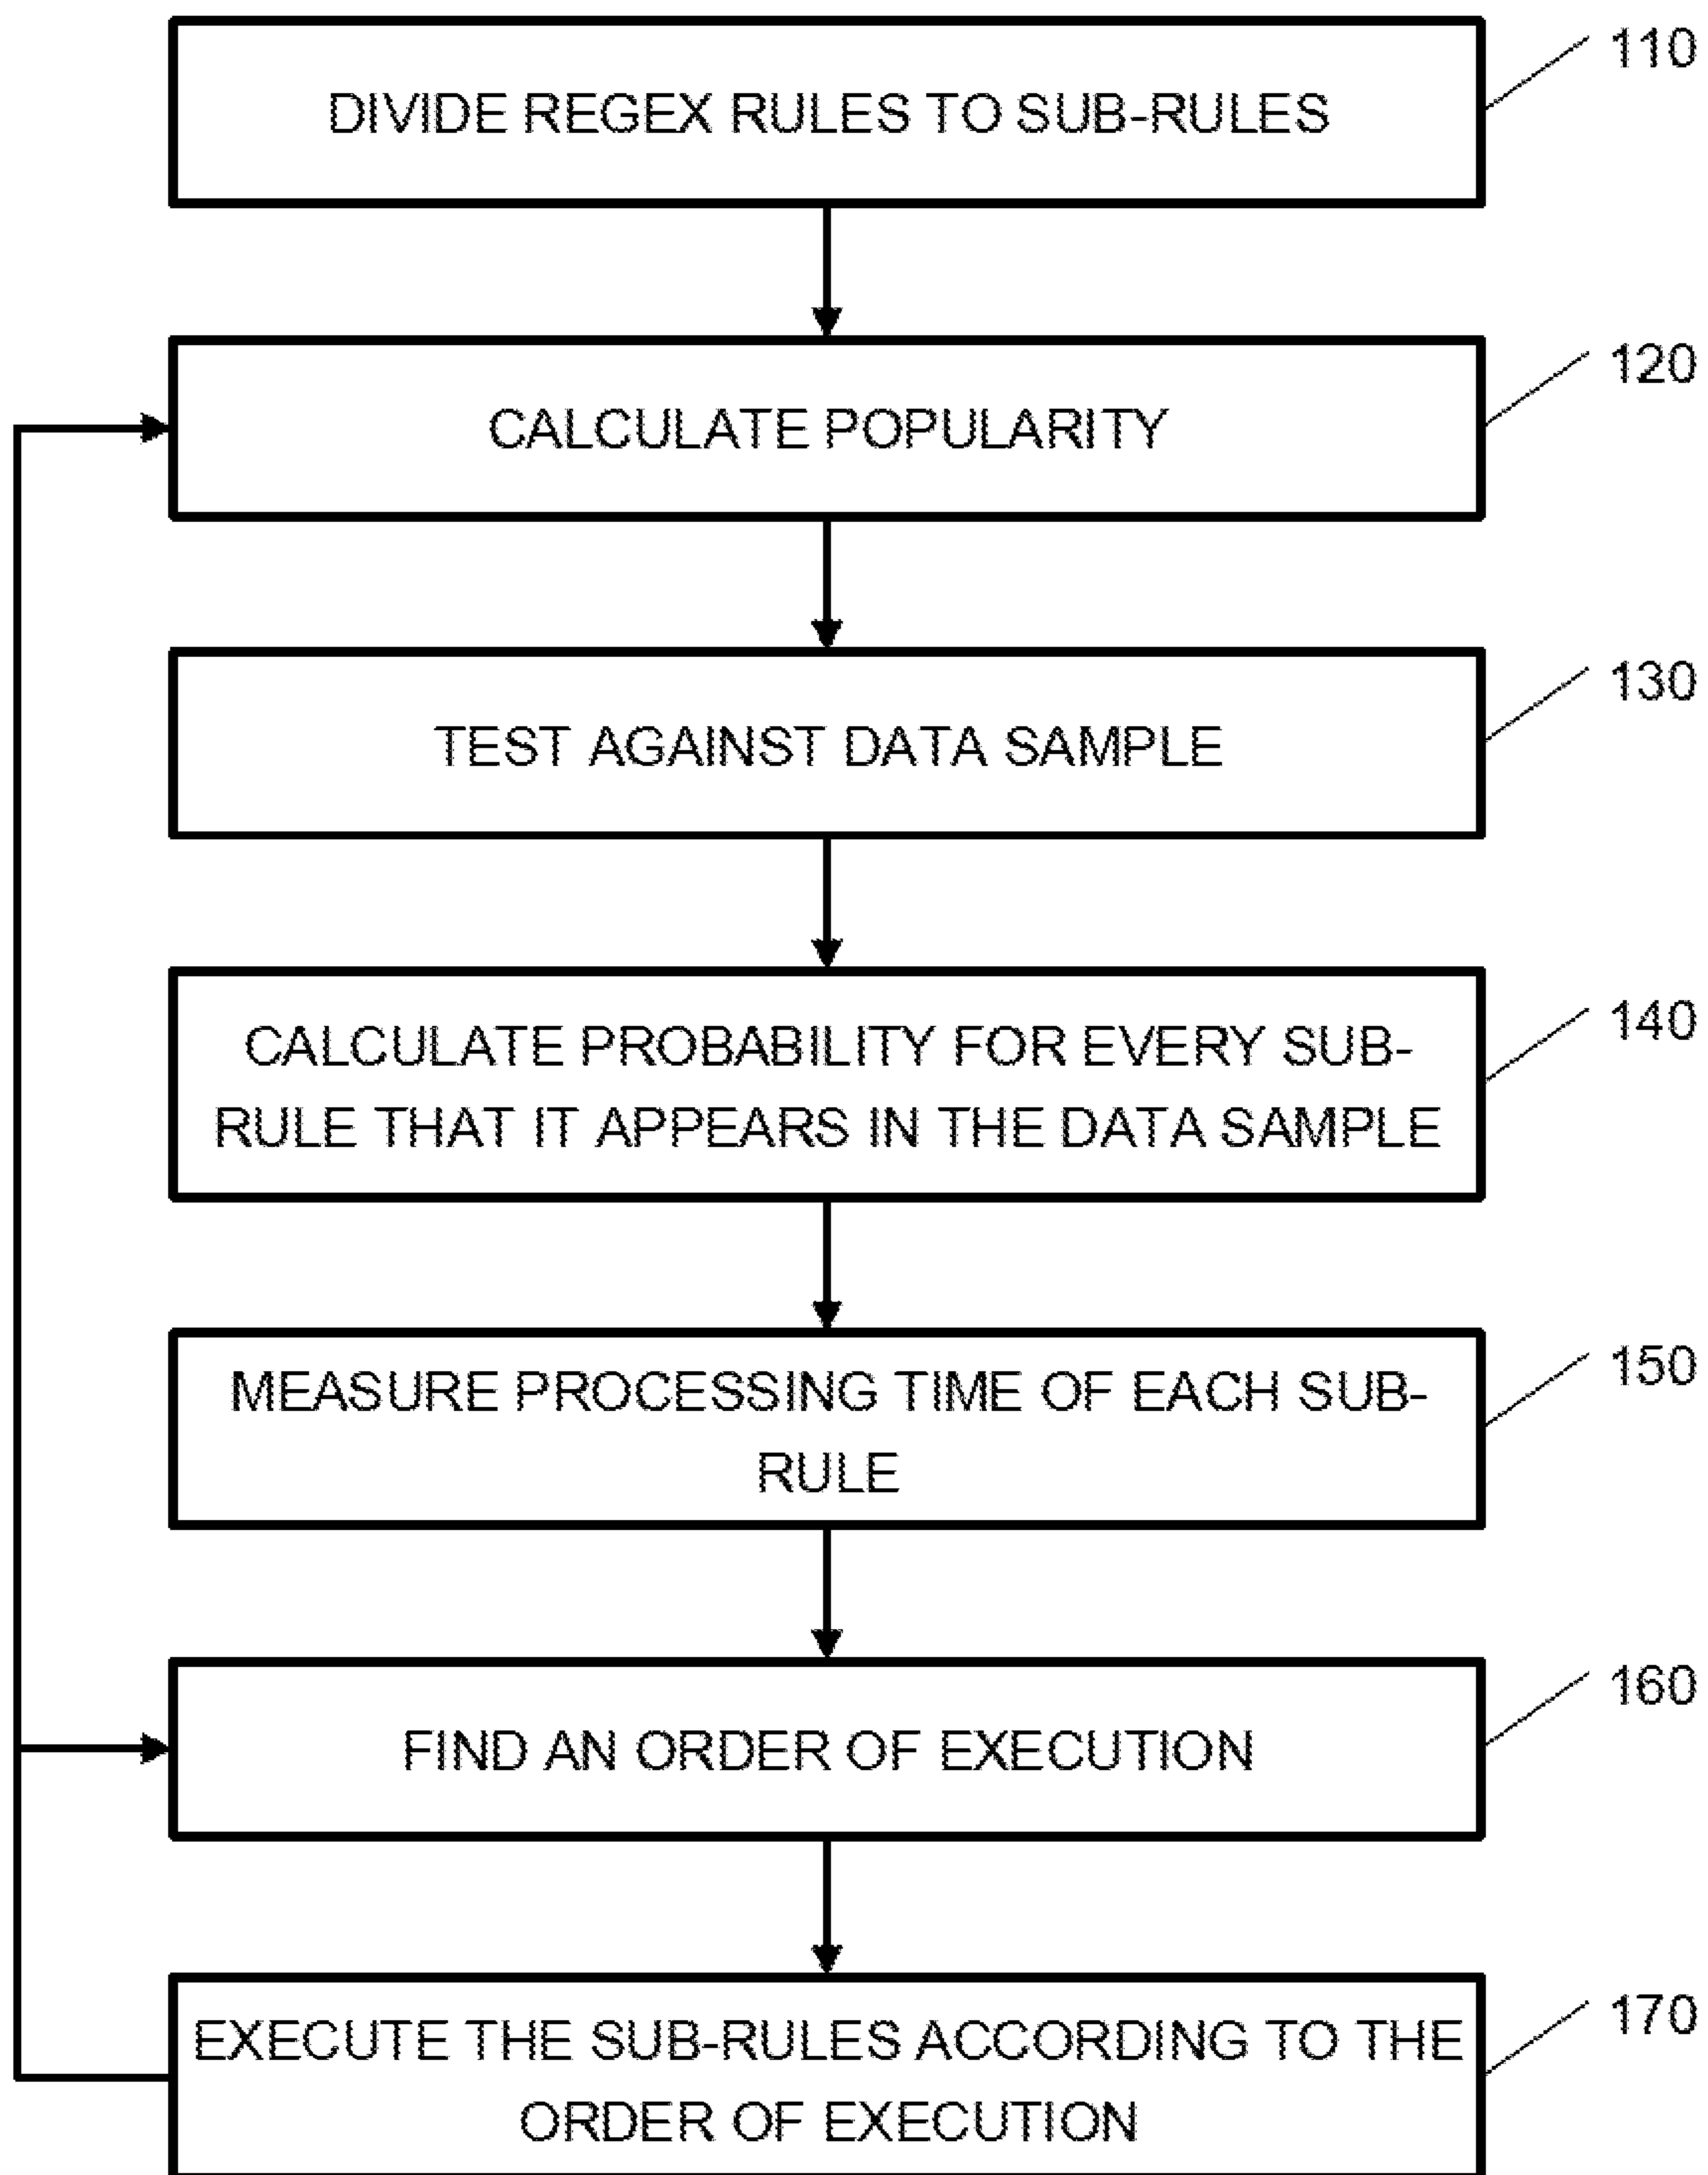 110
DIVIDE REGEX RULES TO SUB-RULES
120
CALCULATE POPULARITY
130
TEST AGAINST DATA SAMPLE
140
CALCULATE PROBABILITY FOR EVERY SUB-
RULE THAT IT APPEARS IN THE DATA SAMPLE
150
MEASURE PROCESSING TIME OF EACH SUB-
RULE
160
FIND AN ORDER OF EXECUTION
170
EXECUTE THE SUB-RULES ACCORDING TO THE
ORDER OF EXECUTION